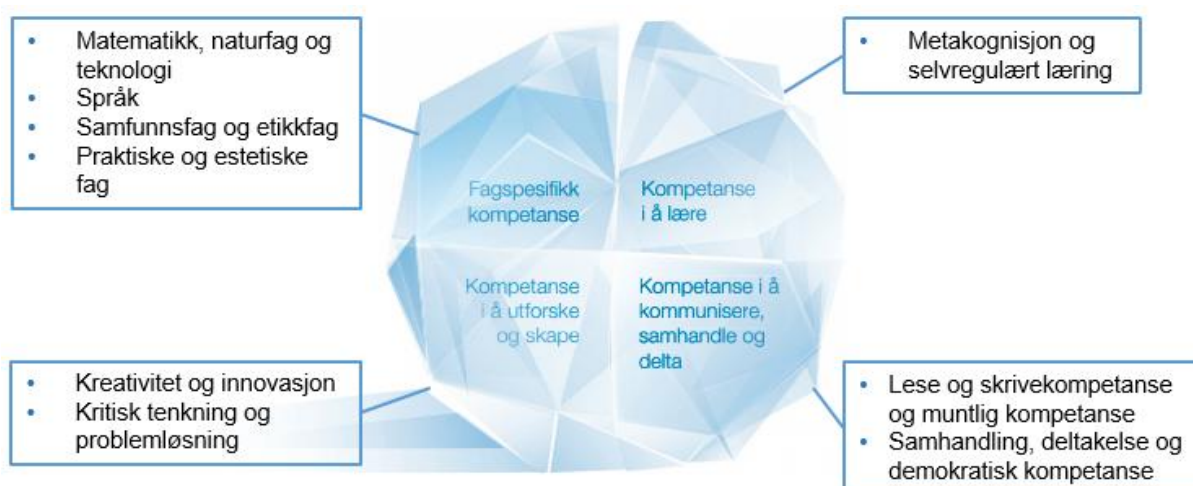 • Matematikk, naturfag og
teknologi
• Språk
• Samfunnsfag og etikkfag
• Praktiske og estetiske
fag
• Metakognisjon og
selvregulært læring
Fagspesifikk
kompetanse
Kompetanse
i å lære
Kompetanse
i å utforske
og skape
Kompetanse i å
kommunisere,
samhandle og
delta
• Kreativitet og innovasjon
• Kritisk tenkning og
problemløsning
• Lese og skrivekompetanse
og muntlig kompetanse
• Samhandling, deltakelse og
demokratisk kompetanse